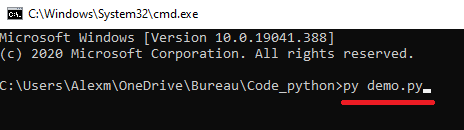 C:\Windows\System32\cmd.exe
Microsoft Windows [Version 10.0.19041.388]
(c) 2020 Microsoft Corporation. All rights reserved.
C:\Users\Alexm\OneDrive\Bureau\Code_python>py demo.py